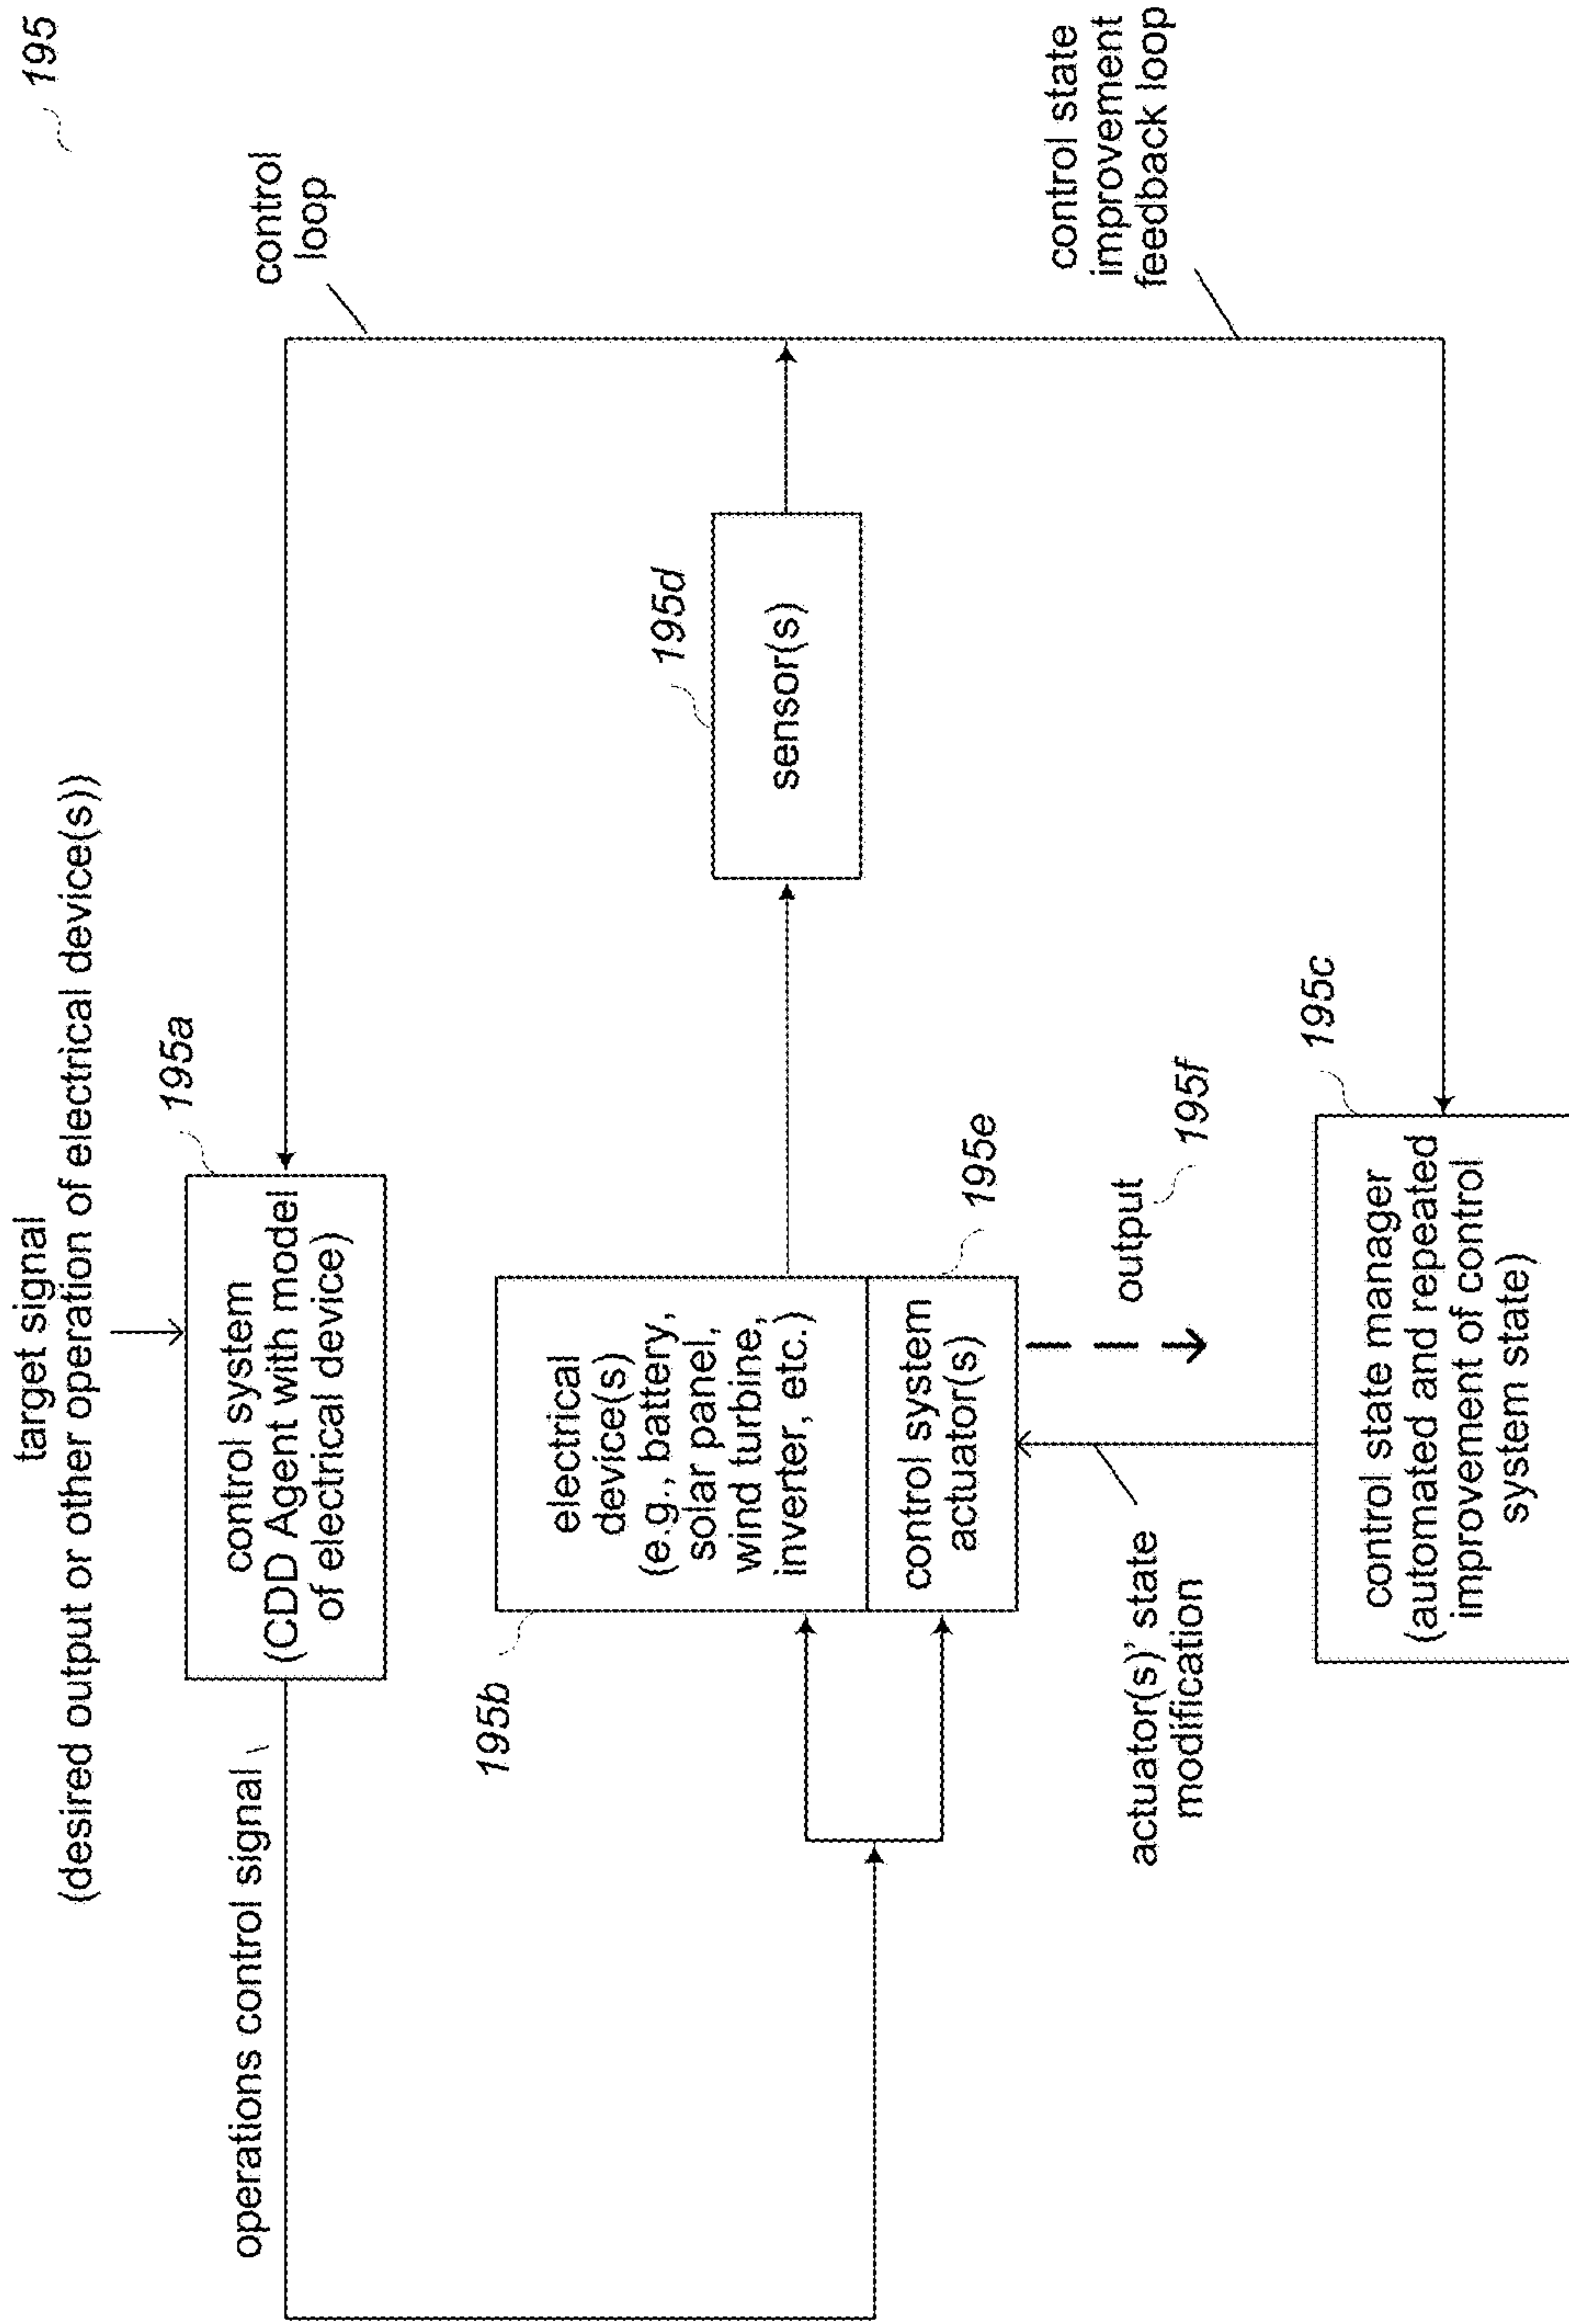 195
target signal
(desired output or other operation of electrical device(s))
195a
control system
(CDD Agent with model
of electrical device)
operations control signal
control
loop
195b
electrical
device(s)
(e.g., battery,
solar panel,
wind turbine,
inverter, etc.)
control system
actuator(s)
195e
195d
sensor(s)
output
195f
actuator(s)' state
modification
control state
improvement
feedback loop
195c
control state manager
(automated and repeated
improvement of control
system state)